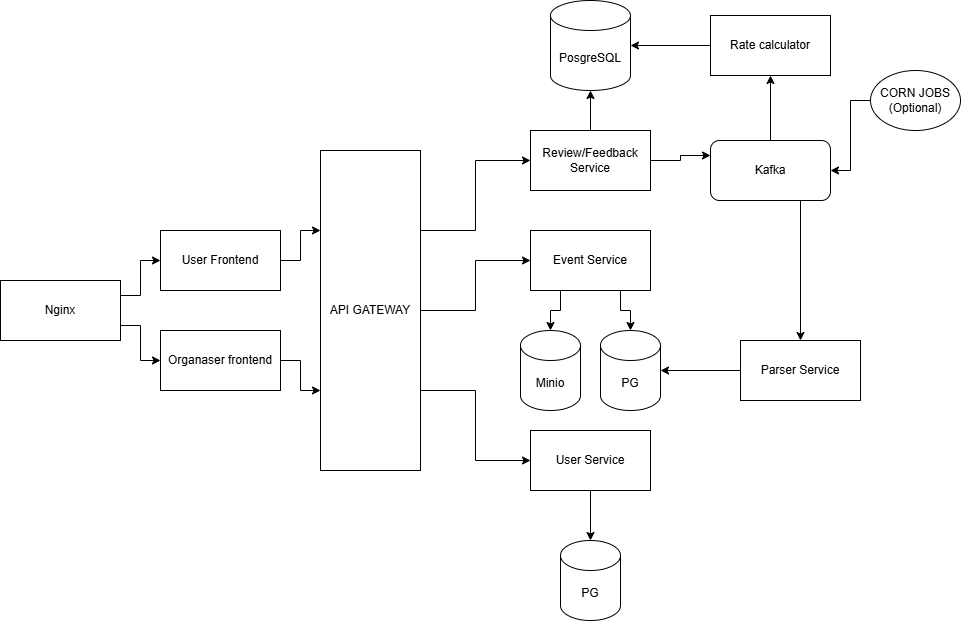 PosgreSQL
Rate calculator
CORN JOBS
(Optional)
Review/Feedback
Service
Kafka
User Frontend
Event Service
Nginx
API GATEWAY
Organaser frontend
Minio
PG
Parser Service
User Service
PG